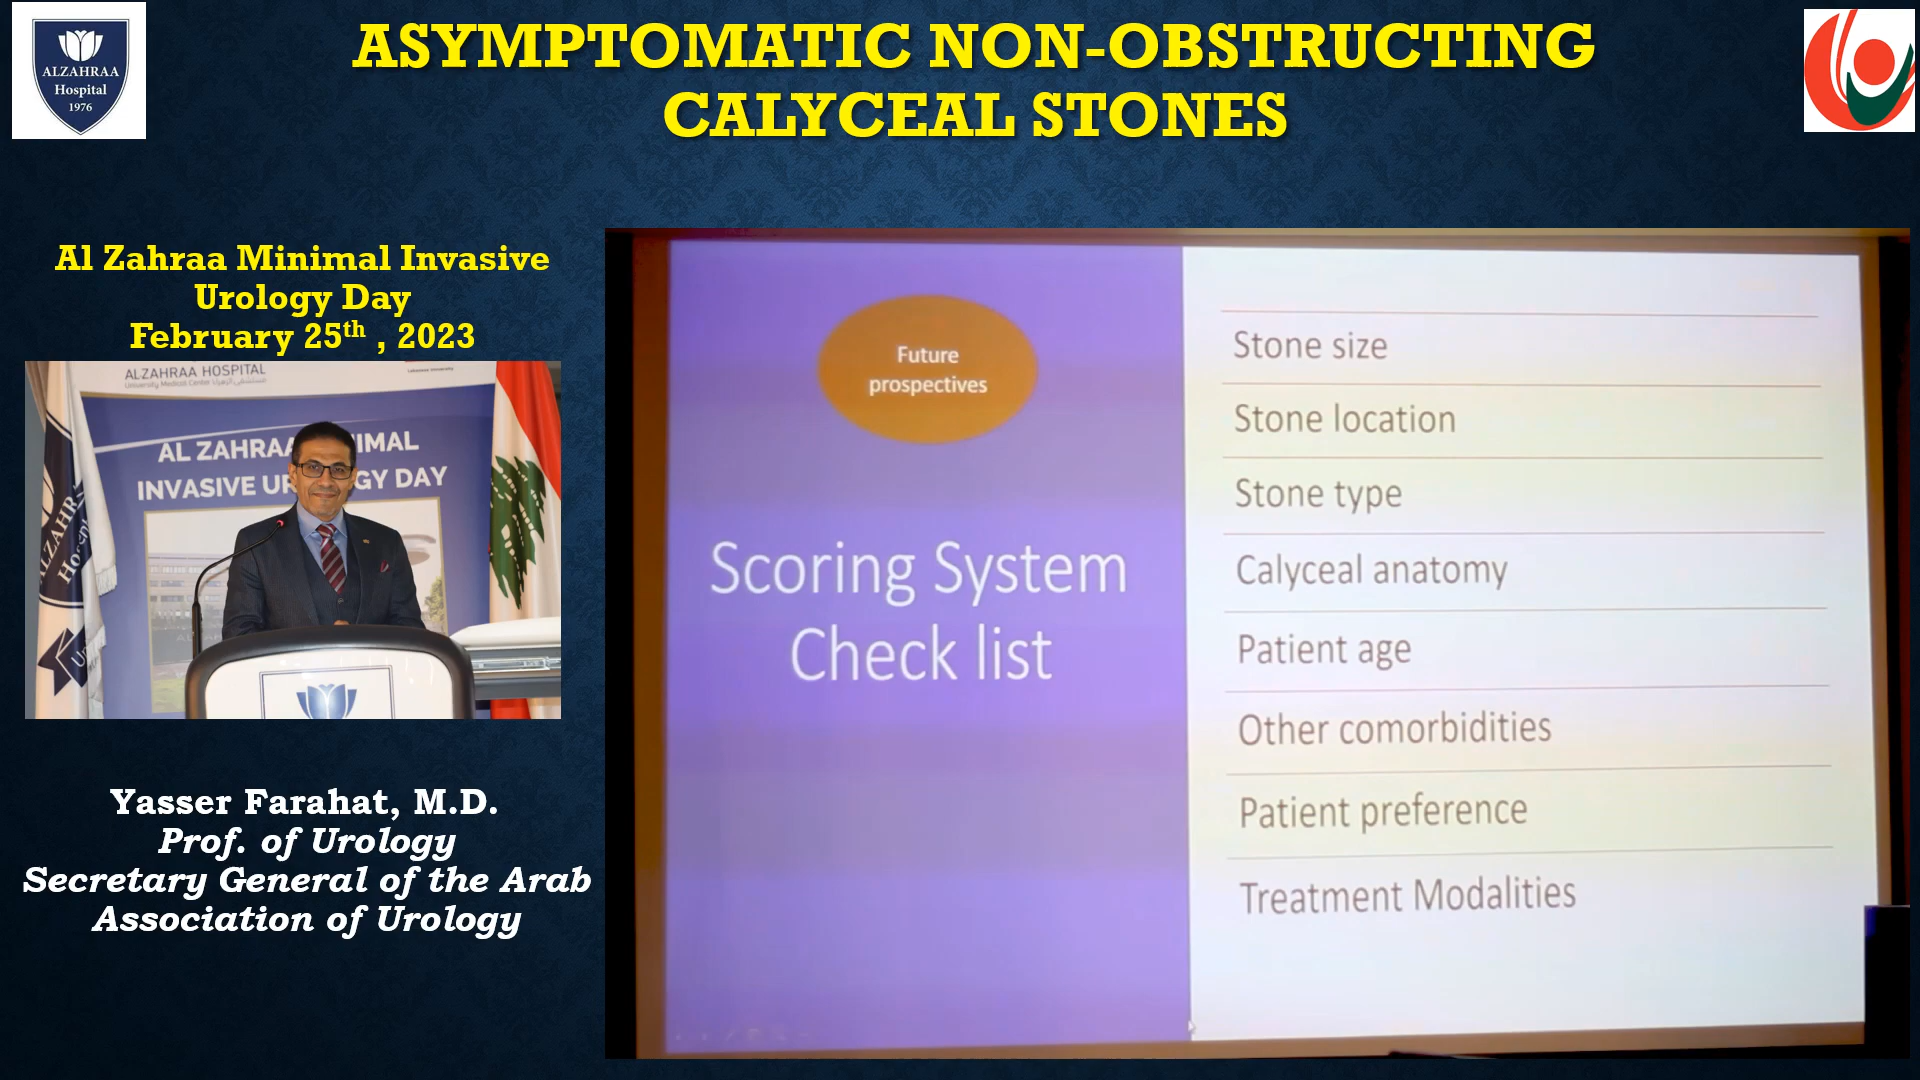 ALZAHRAA
Hospital
1976
ASYMPTOMATIC NON-OBSTRUCTING
CALYCEAL STONES
Al Zahraa Minimal Invasive
Urology Day
February 25th , 2023
ALZAHRAA HOSPITAL
University Medical Center
AL ZAHRAA
INVASIVE
GY DAY
Yasser Farahat, M.D.
Prof. of Urology
Secretary General of the Arab
Association of Urology
Future
prospectives
Scoring System
Check list
Stone size
Stone location
Stone type
Calyceal anatomy
Patient age
Other comorbidities
Patient preference
Treatment Modalities